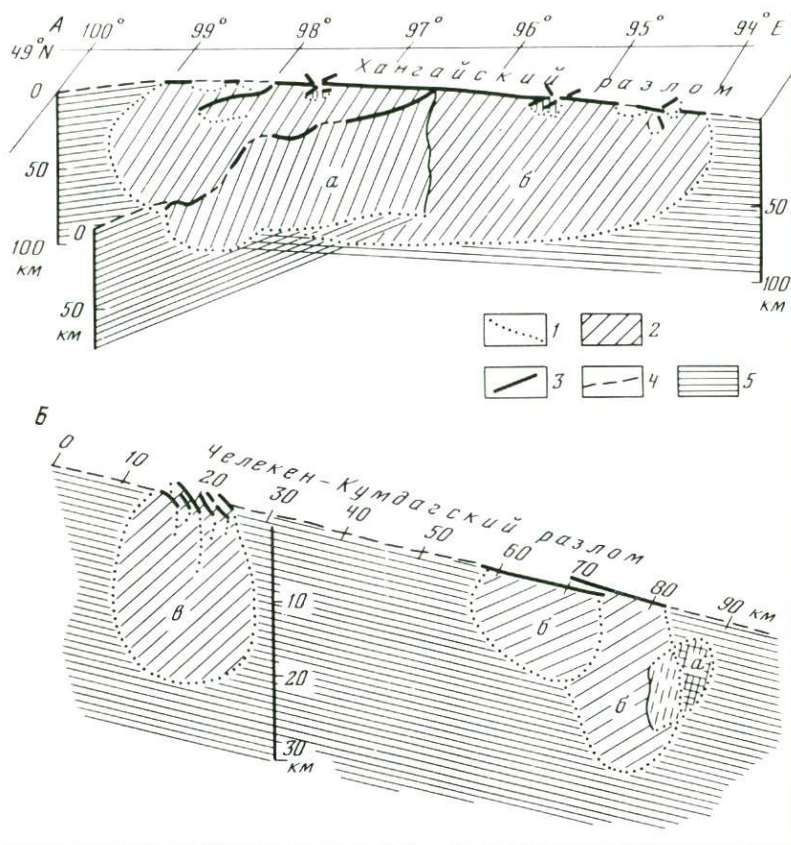 А
100° 99° 98° 97° 96° 95° 94° E
49° N
Хангайский разлом
0
50
100
км
0
50
км
50
100
км
а
б
1
2
3
4
5
Б
0 10 20 30 40 50 60 70 80 90 км
Челекен-Кумдагский разлом
10
20
30
км
в
б
б
а